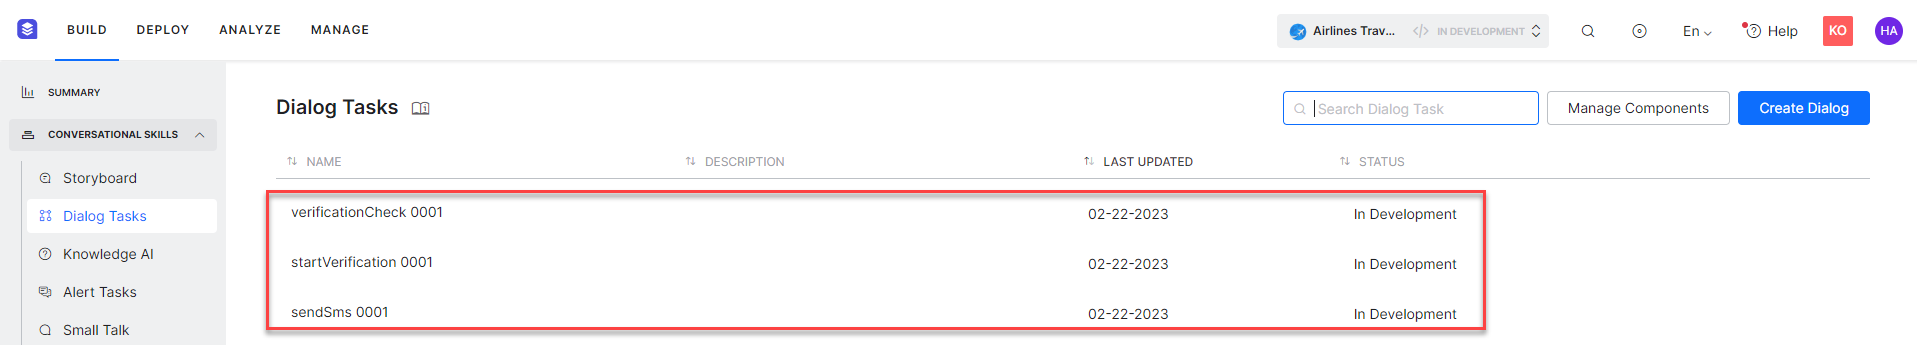 BUILD DEPLOY ANALYZE MANAGE Airlines Trav... </> IN DEVELOPMENT En Help KO HA
SUMMARY
Dialog Tasks Search Dialog Task Manage Components Create Dialog
CONVERSATIONAL SKILLS
NAME DESCRIPTION LAST UPDATED STATUS
Storyboard
Dialog Tasks
Knowledge AI
Alert Tasks
Small Talk
verificationCheck 0001 02-22-2023 In Development
startVerification 0001 02-22-2023 In Development
sendSms 0001 02-22-2023 In Development